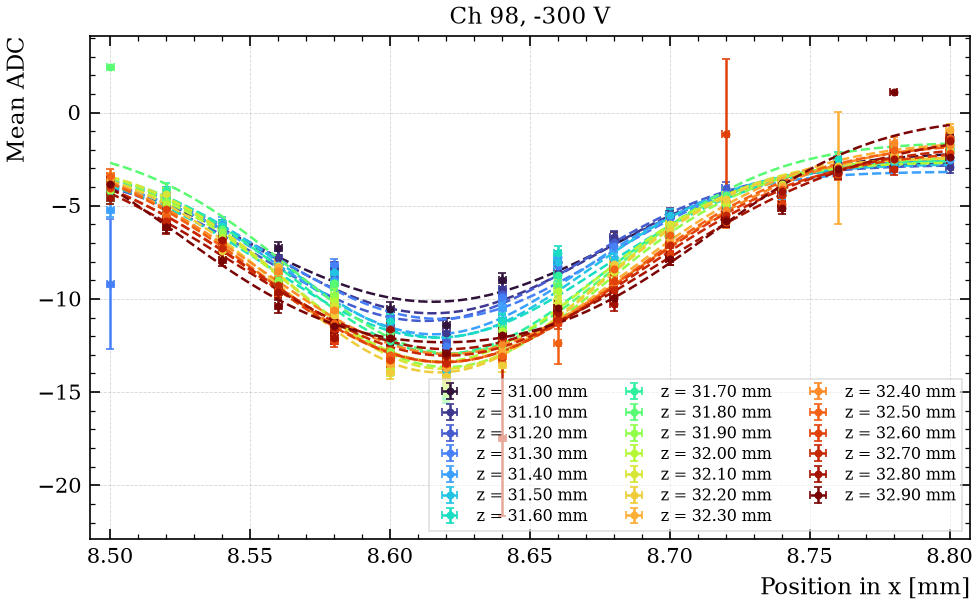 Ch 98, -300 V
Mean ADC
0
−5
−10
−15
−20
z = 31.00 mm
z = 31.10 mm
z = 31.20 mm
z = 31.30 mm
z = 31.40 mm
z = 31.50 mm
z = 31.60 mm
z = 31.70 mm
z = 31.80 mm
z = 31.90 mm
z = 32.00 mm
z = 32.10 mm
z = 32.20 mm
z = 32.30 mm
z = 32.40 mm
z = 32.50 mm
z = 32.60 mm
z = 32.70 mm
z = 32.80 mm
z = 32.90 mm
8.50 8.55 8.60 8.65 8.70 8.75 8.80
Position in x [mm]